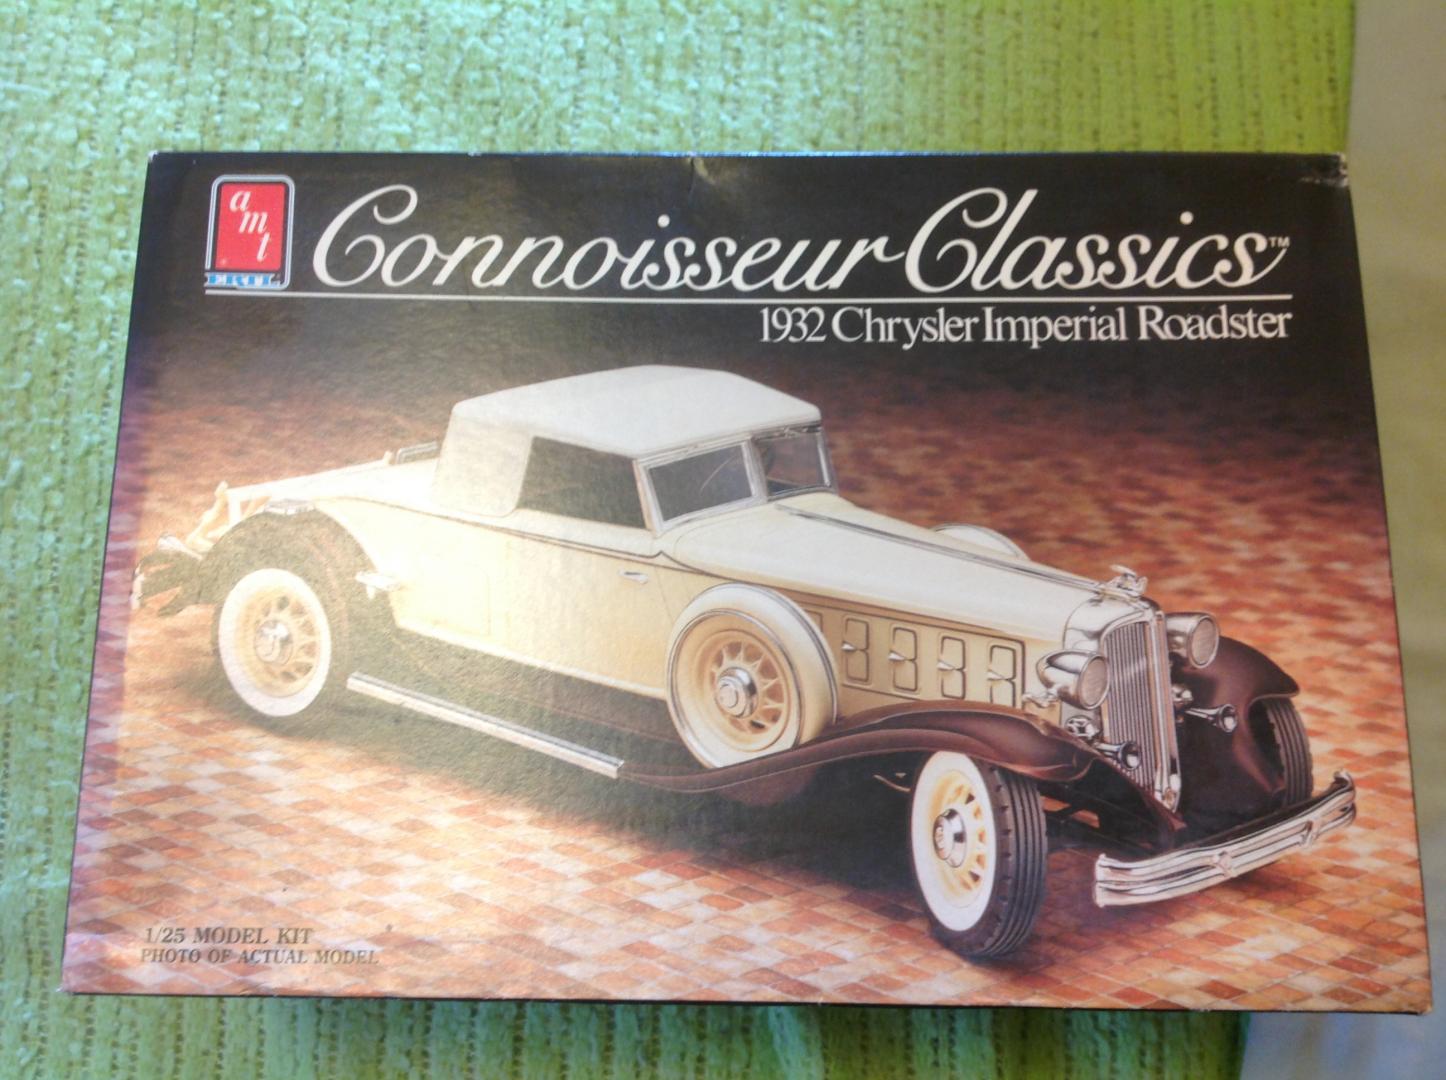 amt
ERTL
Connoisseur Classics™
1932 Chrysler Imperial Roadster
1/25 MODEL KIT
PHOTO OF ACTUAL MODEL